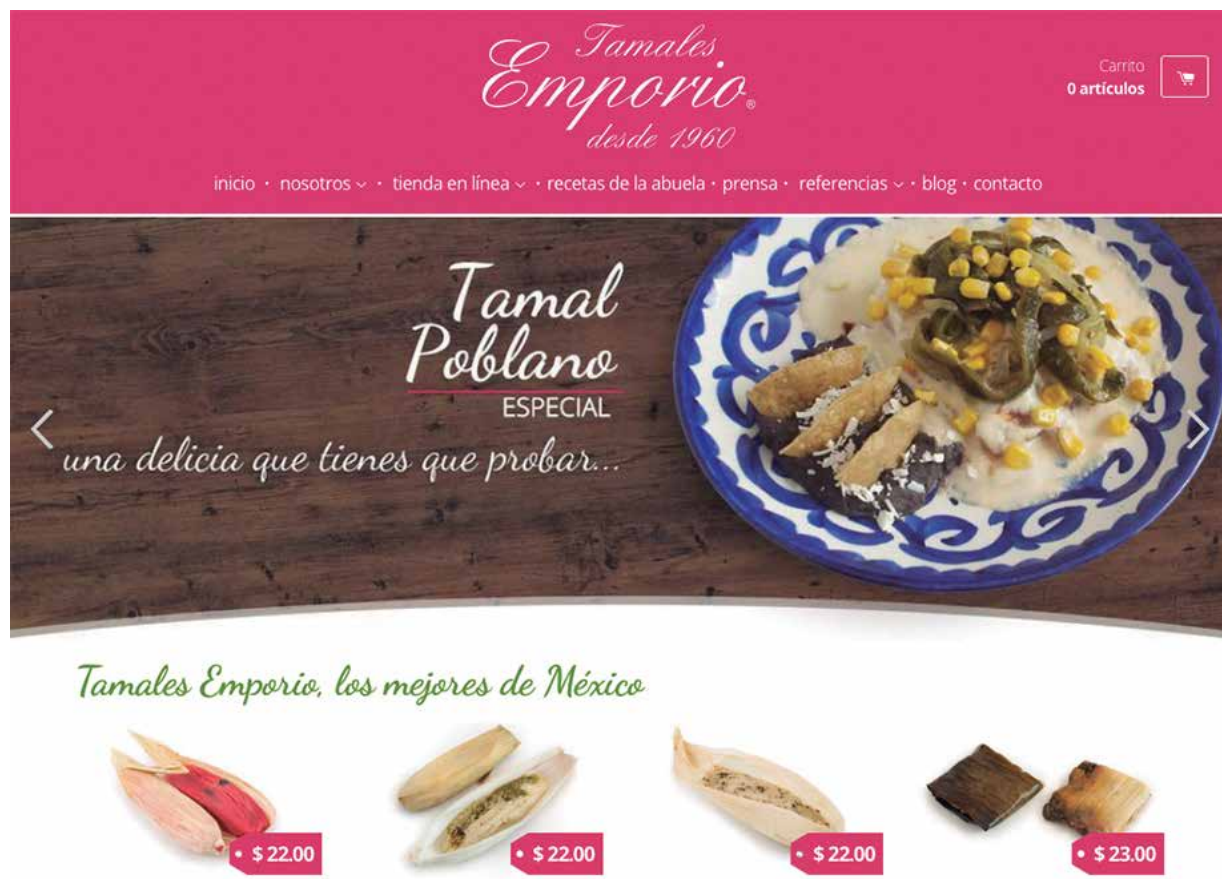 Tamales
Emporio®
desde 1960
Carrito
0 artículos
inicio · nosotros · tienda en línea · recetas de la abuela · prensa · referencias · blog · contacto
Tamal
Poblano
ESPECIAL
una delicia que tienes que probar...
Tamales Emporio, los mejores de México
$ 22.00 $ 22.00 $ 22.00 $ 23.00